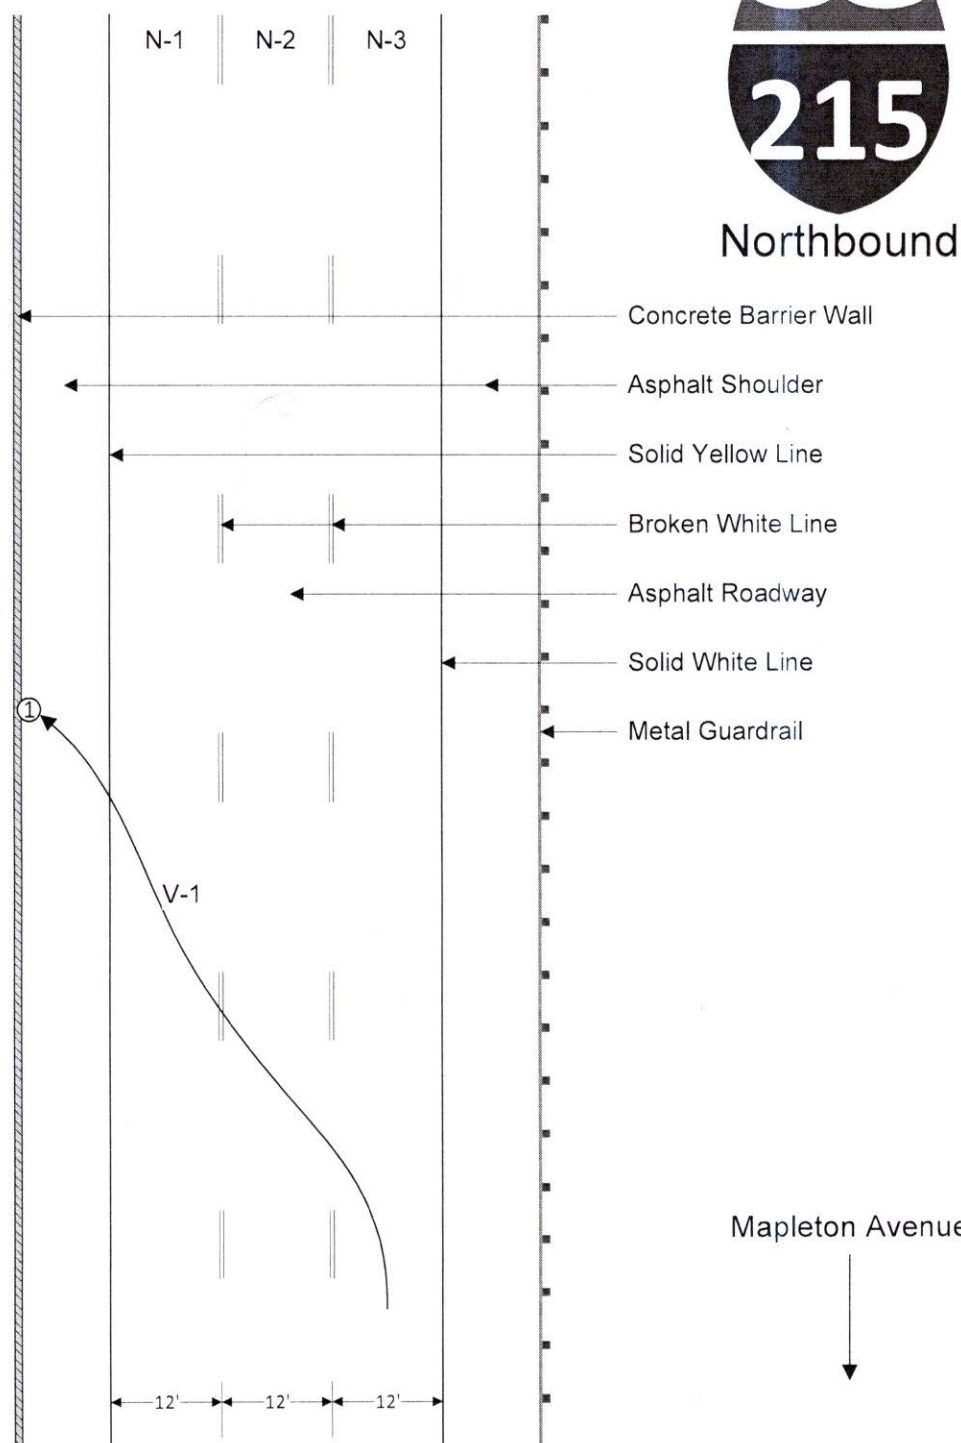 N-1
N-2
N-3
215
Northbound
Concrete Barrier Wall
Asphalt Shoulder
Solid Yellow Line
Broken White Line
Asphalt Roadway
Solid White Line
1
Metal Guardrail
V-1
Mapleton Avenue
12'
12'
12'